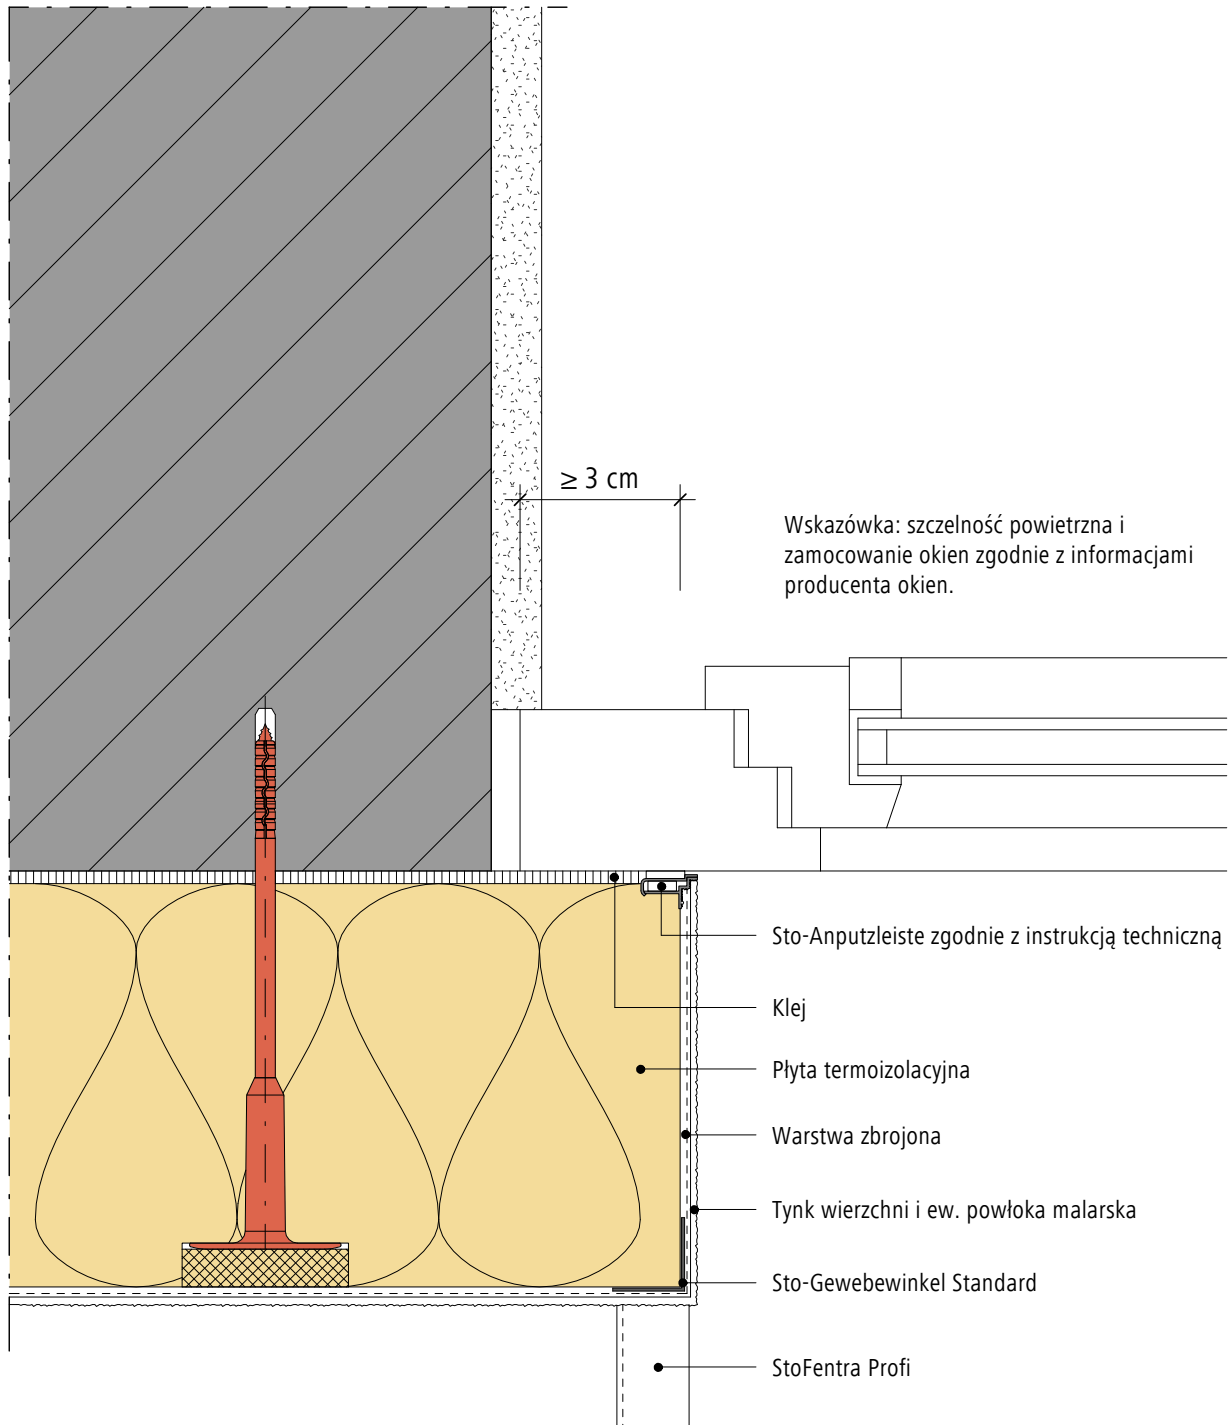 ≥ 3 cm
Wskazówka: szczelność powietrzna i
zamocowanie okien zgodnie z informacjami
producenta okien.
Sto-Anputzleiste zgodnie z instrukcją techniczną
Klej
Płyta termoizolacyjna
Warstwa zbrojona
Tynk wierzchni i ew. powłoka malarska
Sto-Gewebewinkel Standard
StoFentra Profi